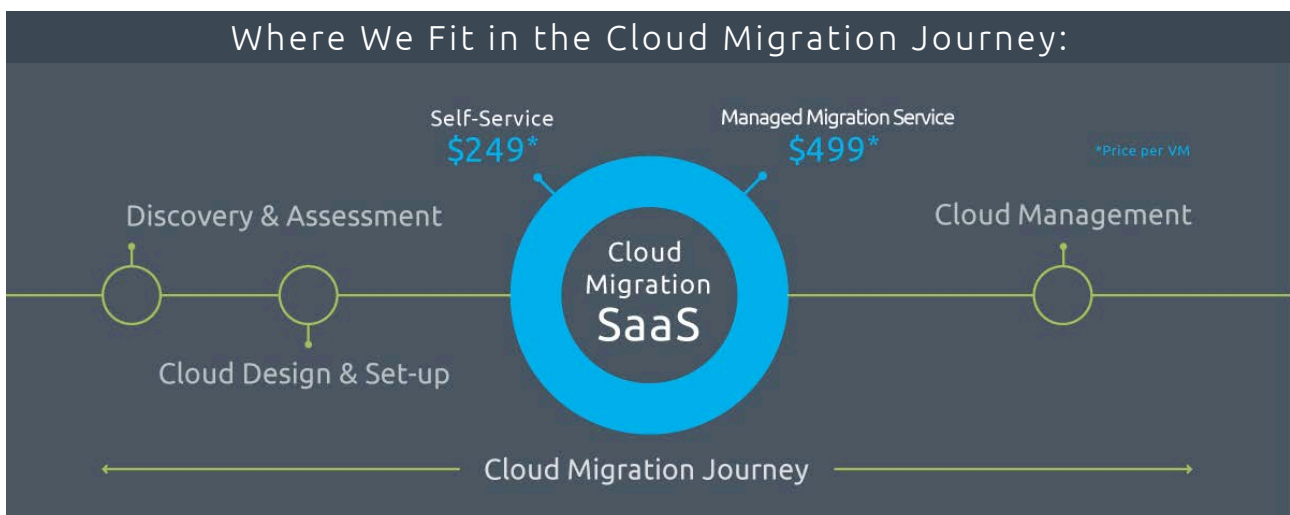 Where We Fit in the Cloud Migration Journey:
Self-Service
$249*
Managed Migration Service
$499*
*Price per VM
Discovery & Assessment
Cloud Design & Set-up
Cloud
Migration
SaaS
Cloud Management
Cloud Migration Journey